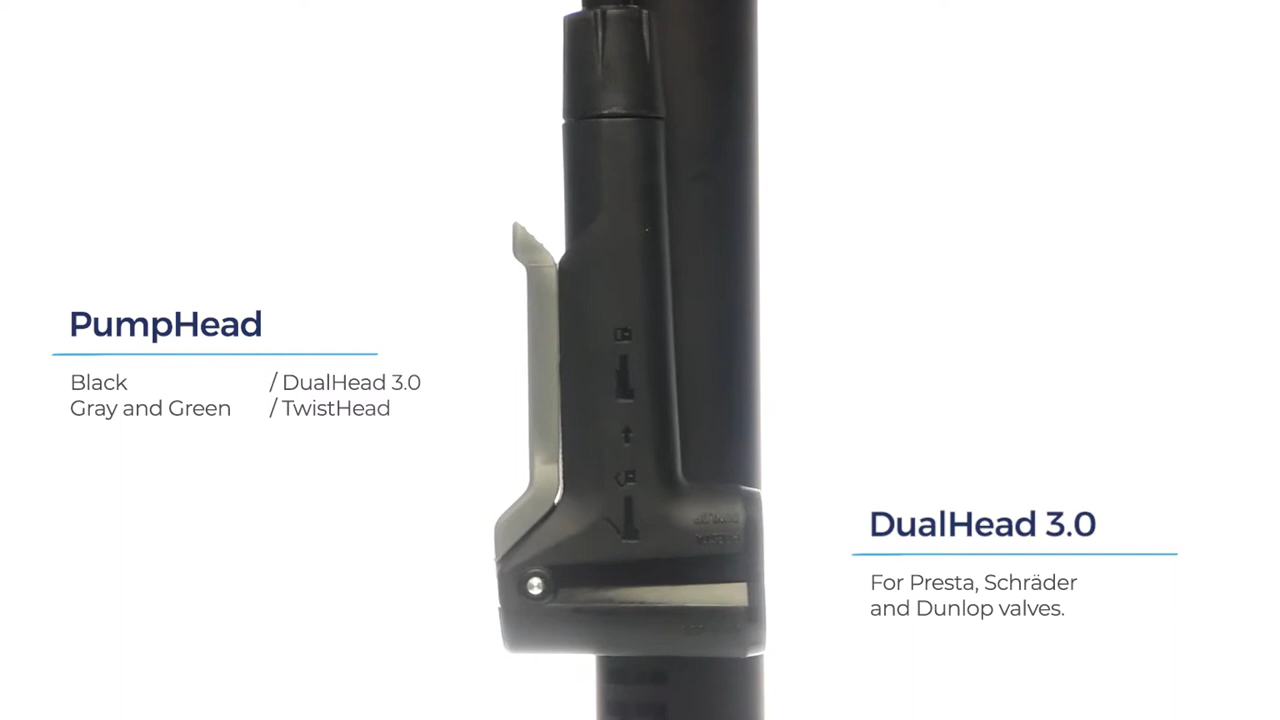 PumpHead
Black / DualHead 3.0
Gray and Green / TwistHead
DualHead 3.0
For Presta, Schräder
and Dunlop valves.